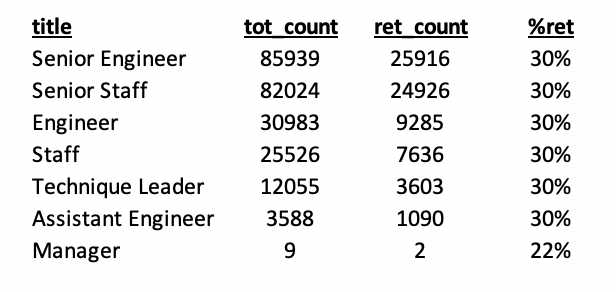 title tot_count ret_count %ret
Senior Engineer 85939 25916 30%
Senior Staff 82024 24926 30%
Engineer 30983 9285 30%
Staff 25526 7636 30%
Technique Leader 12055 3603 30%
Assistant Engineer 3588 1090 30%
Manager 9 2 22%